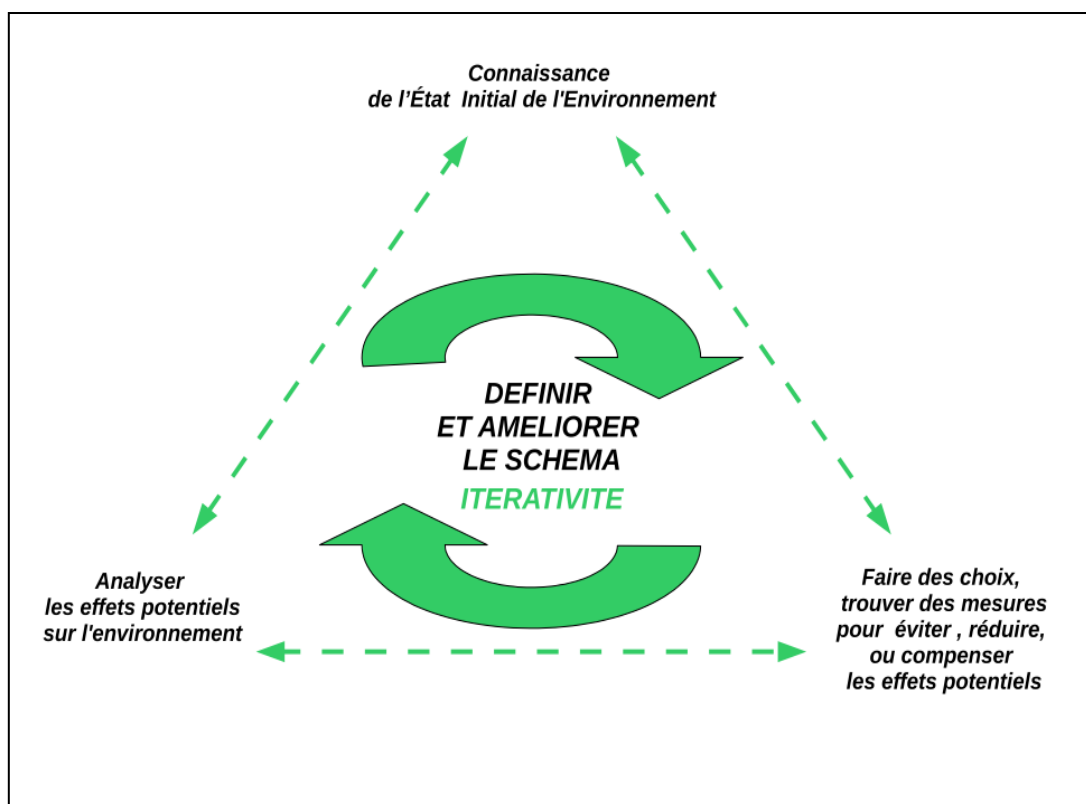 Connaissance
de l’État Initial de l'Environnement
DEFINIR
ET AMELIORER
LE SCHEMA
ITERATIVITE
Analyser
les effets potentiels
sur l'environnement
Faire des choix,
trouver des mesures
pour éviter , réduire,
ou compenser
les effets potentiels